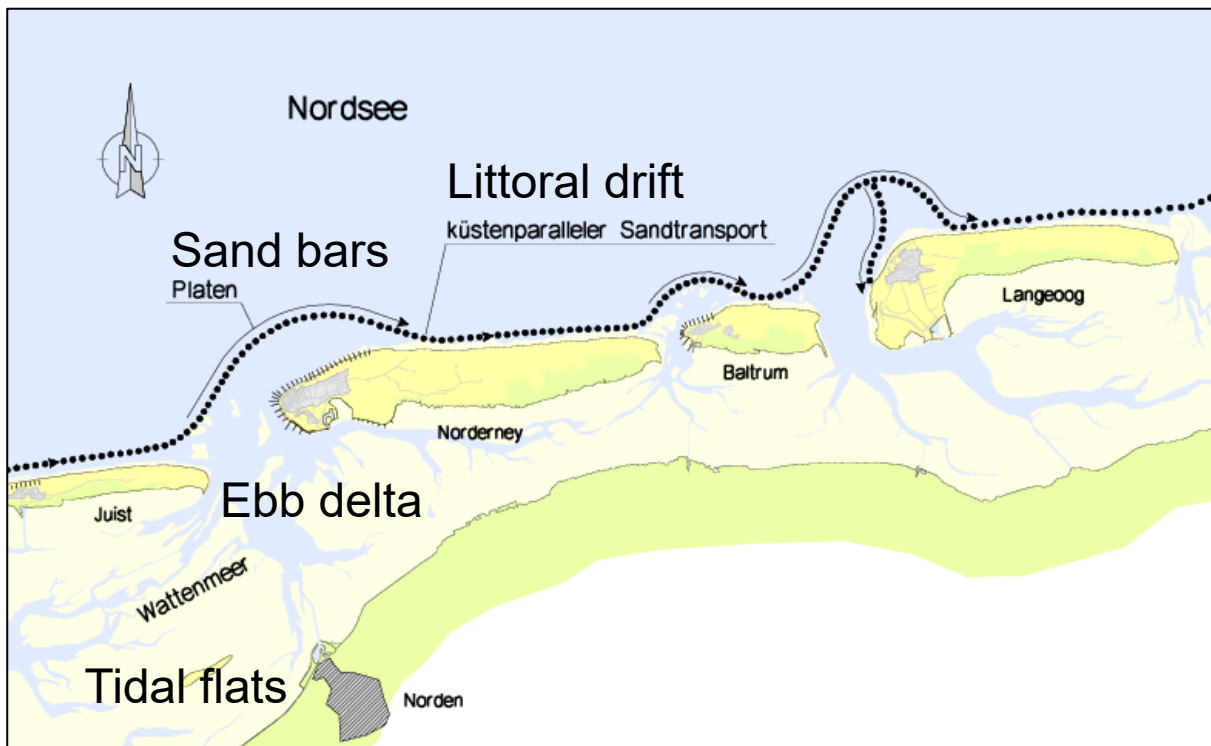 Nordsee
N
Littoral drift
küstenparalleler Sandtransport
Sand bars
Platen
Langeoog
Baltrum
Norderney
Ebb delta
Juist
Wattenmeer
Tidal flats
Norden